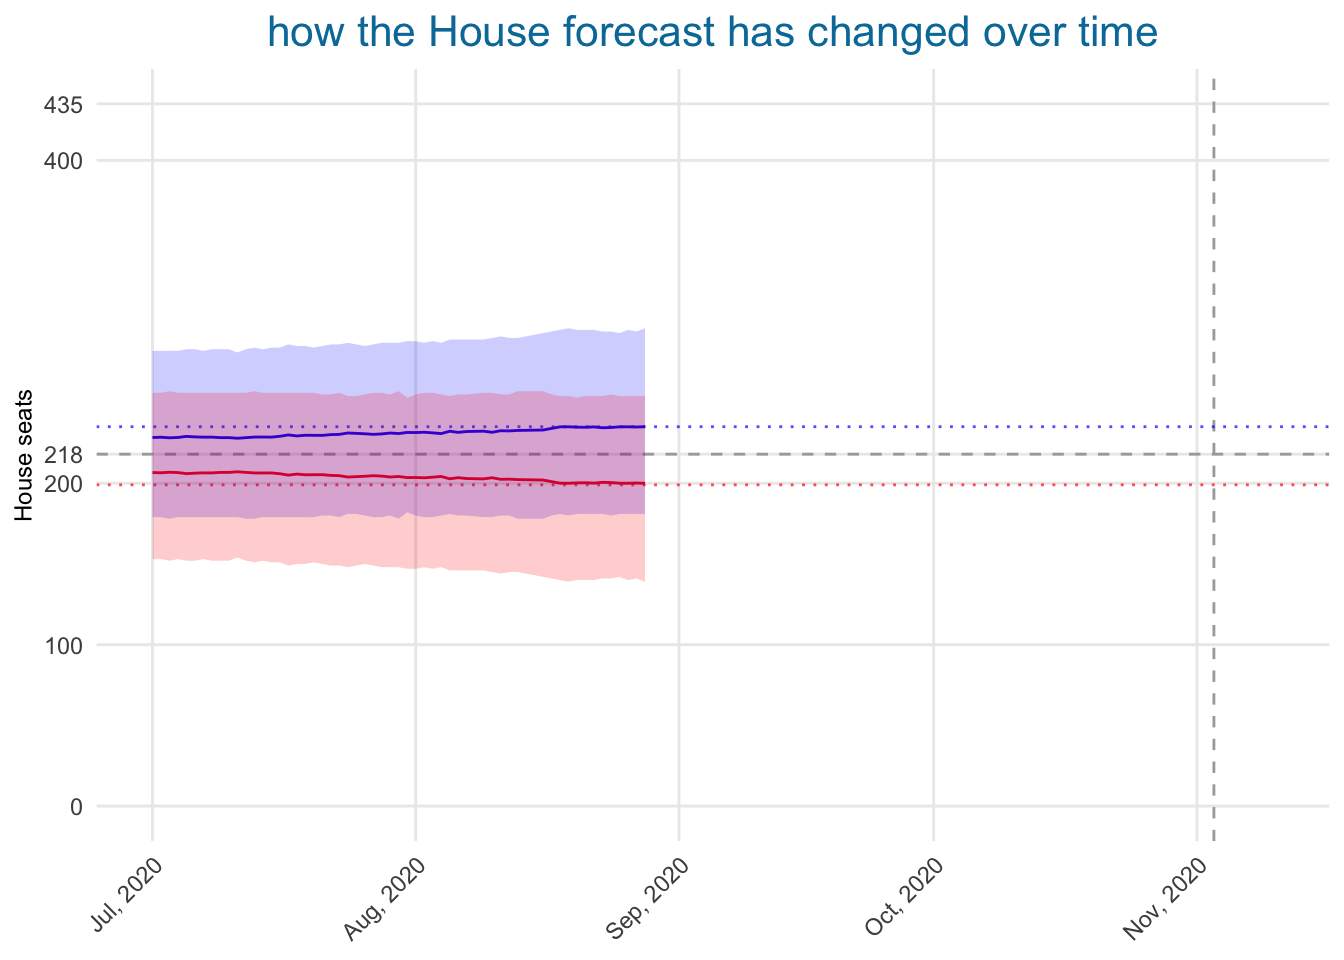 how the House forecast has changed over time
435
400
218
200
100
0
House seats
Jul, 2020
Aug, 2020
Sep, 2020
Oct, 2020
Nov, 2020